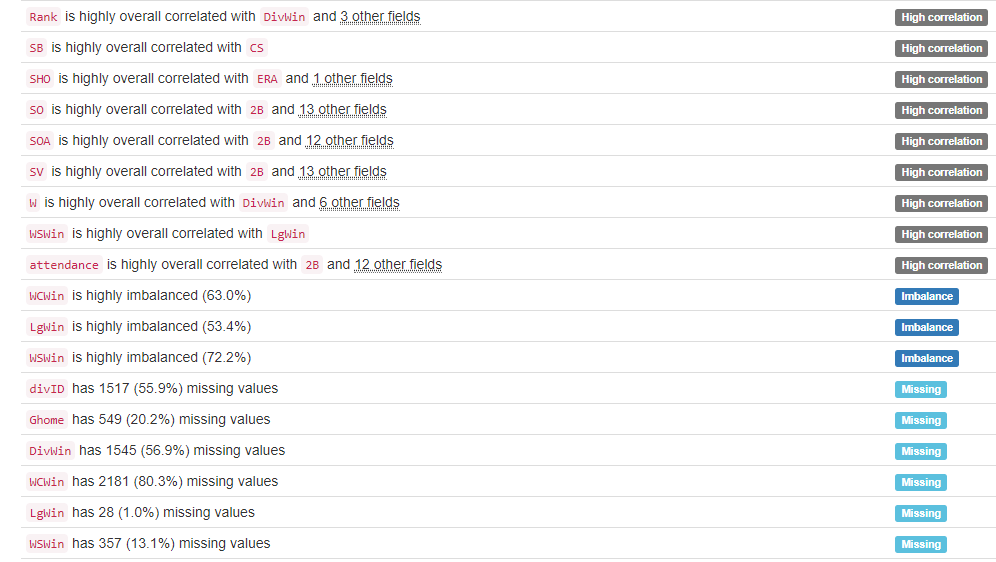 Rank is highly overall correlated with DivWin and 3 other fields High correlation
SB is highly overall correlated with CS High correlation
SHO is highly overall correlated with ERA and 1 other fields High correlation
SO is highly overall correlated with 2B and 13 other fields High correlation
SOA is highly overall correlated with 2B and 12 other fields High correlation
SV is highly overall correlated with 2B and 13 other fields High correlation
W is highly overall correlated with DivWin and 6 other fields High correlation
WSWin is highly overall correlated with LgWin High correlation
attendance is highly overall correlated with 2B and 12 other fields High correlation
WCWin is highly imbalanced (63.0%) Imbalance
LgWin is highly imbalanced (53.4%) Imbalance
WSWin is highly imbalanced (72.2%) Imbalance
divID has 1517 (55.9%) missing values Missing
Ghome has 549 (20.2%) missing values Missing
DivWin has 1545 (56.9%) missing values Missing
WCWin has 2181 (80.3%) missing values Missing
LgWin has 28 (1.0%) missing values Missing
WSWin has 357 (13.1%) missing values Missing